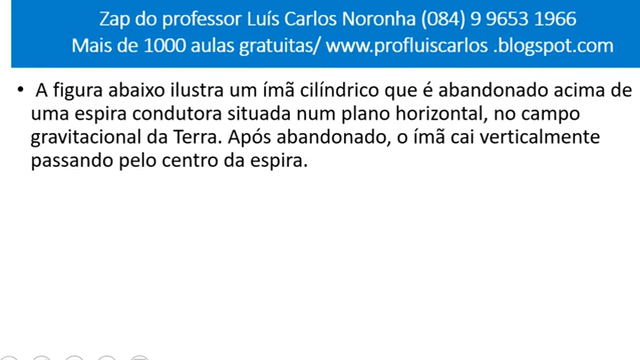 Zap do professor Luís Carlos Noronha (084) 9 9653 1966
Mais de 1000 aulas gratuitas/ www.profluiscarlos .blogspot.com
• A figura abaixo ilustra um ímã cilíndrico que é abandonado acima de
uma espira condutora situada num plano horizontal, no campo
gravitacional da Terra. Após abandonado, o ímã cai verticalmente
passando pelo centro da espira.